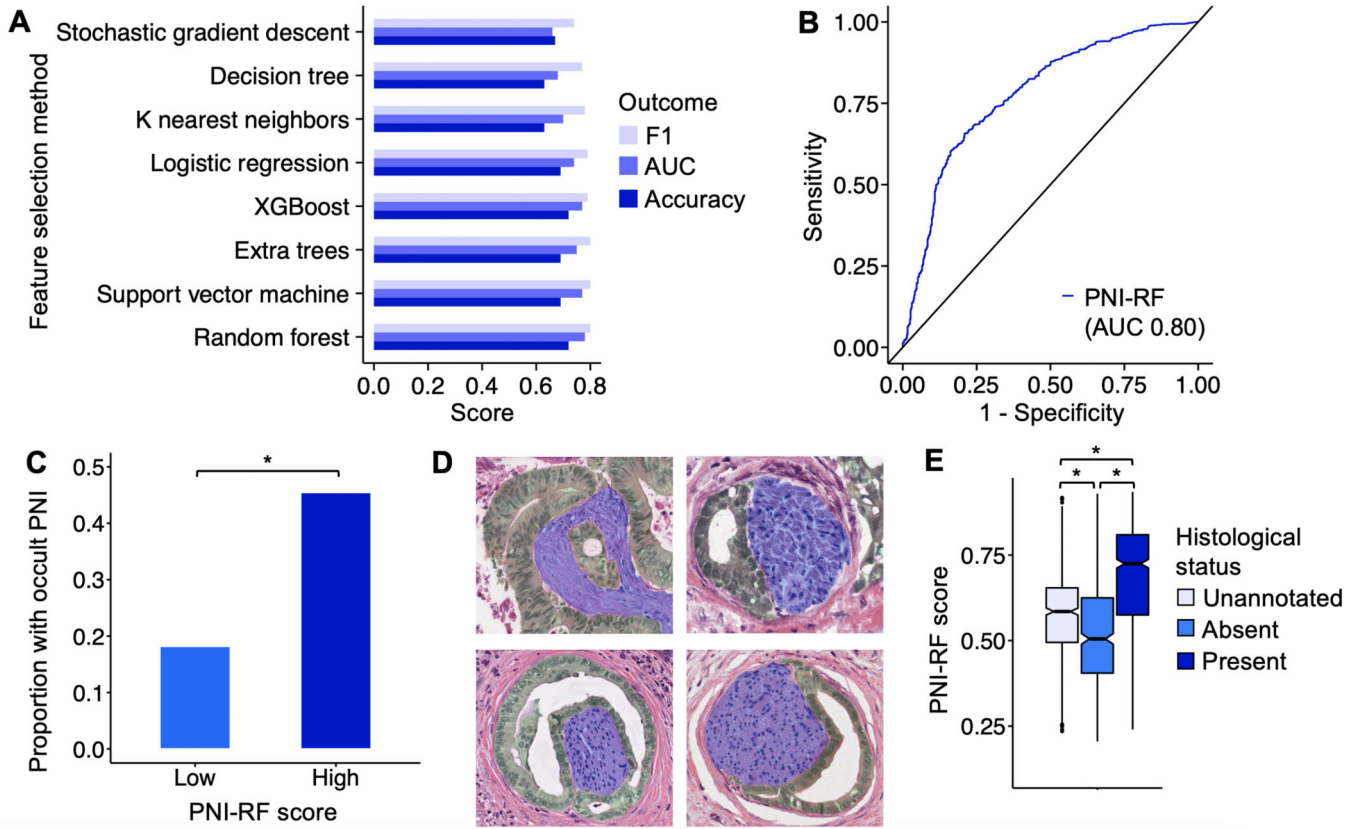 A
Feature selection method
Stochastic gradient descent
Decision tree
K nearest neighbors
Logistic regression
XGBoost
Extra trees
Support vector machine
Random forest
0.0 0.2 0.4 0.6 0.8
Score
Outcome
F1
AUC
Accuracy
B
Sensitivity
1.00
0.75
0.50
0.25
0.00
0.00 0.25 0.50 0.75 1.00
1 - Specificity
PNI-RF
(AUC 0.80)
C
Proportion with occult PNI
0.5
0.4
0.3
0.2
0.1
0.0
*
Low High
PNI-RF score
D
E
PNI-RF score
0.75
0.50
0.25
*
* *
Histological
status
Unannotated
Absent
Present